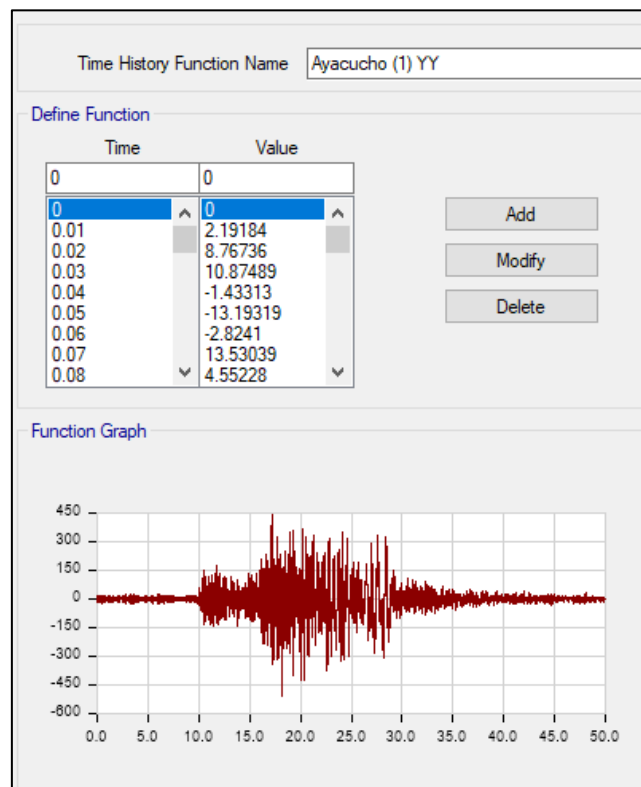 Time History Function Name Ayacucho (1) YY
Define Function
Time Value
0 0
0 0
0.01 2.19184
0.02 8.76736
0.03 10.87489
0.04 -1.43313
0.05 -13.19319
0.06 -2.8241
0.07 13.53039
0.08 4.55228
Add
Modify
Delete
Function Graph
450
300
150
0
-150
-300
-450
-600
0.0 5.0 10.0 15.0 20.0 25.0 30.0 35.0 40.0 45.0 50.0